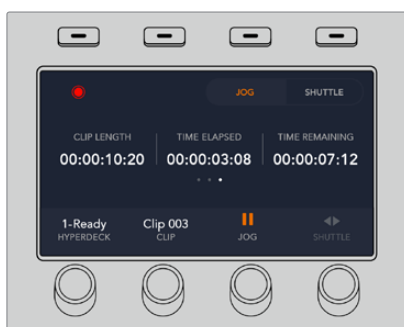 JOG SHUTTLE
CLIP LENGTH TIME ELAPSED TIME REMAINING
00:00:10:20 00:00:03:08 00:00:07:12
1-Ready Clip 003
HYPERDECK CLIP JOG SHUTTLE